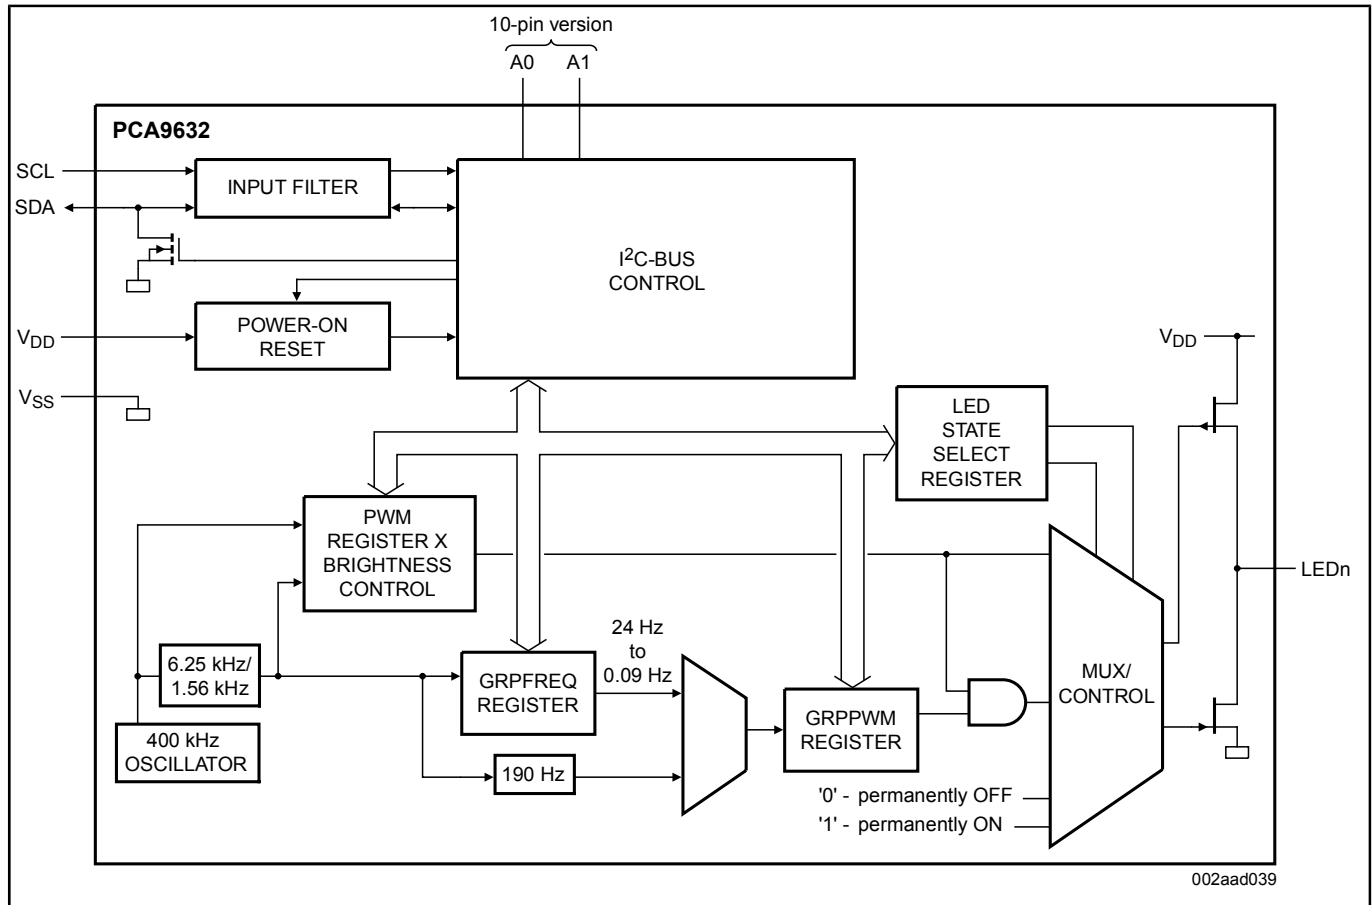 10-pin version
A0 A1
PCA9632
SCL
INPUT FILTER
SDA
I2C-BUS
CONTROL
POWER-ON
RESET
VDD
VSS
VDD
LED
STATE
SELECT
REGISTER
PWM
REGISTER X
BRIGHTNESS
CONTROL
LEDn
24 Hz
to
0.09 Hz
6.25 kHz/
1.56 kHz
GRPFREQ
REGISTER
MUX/
CONTROL
GRPPWM
REGISTER
400 kHz
OSCILLATOR
190 Hz
'0' - permanently OFF
'1' - permanently ON
002aad039